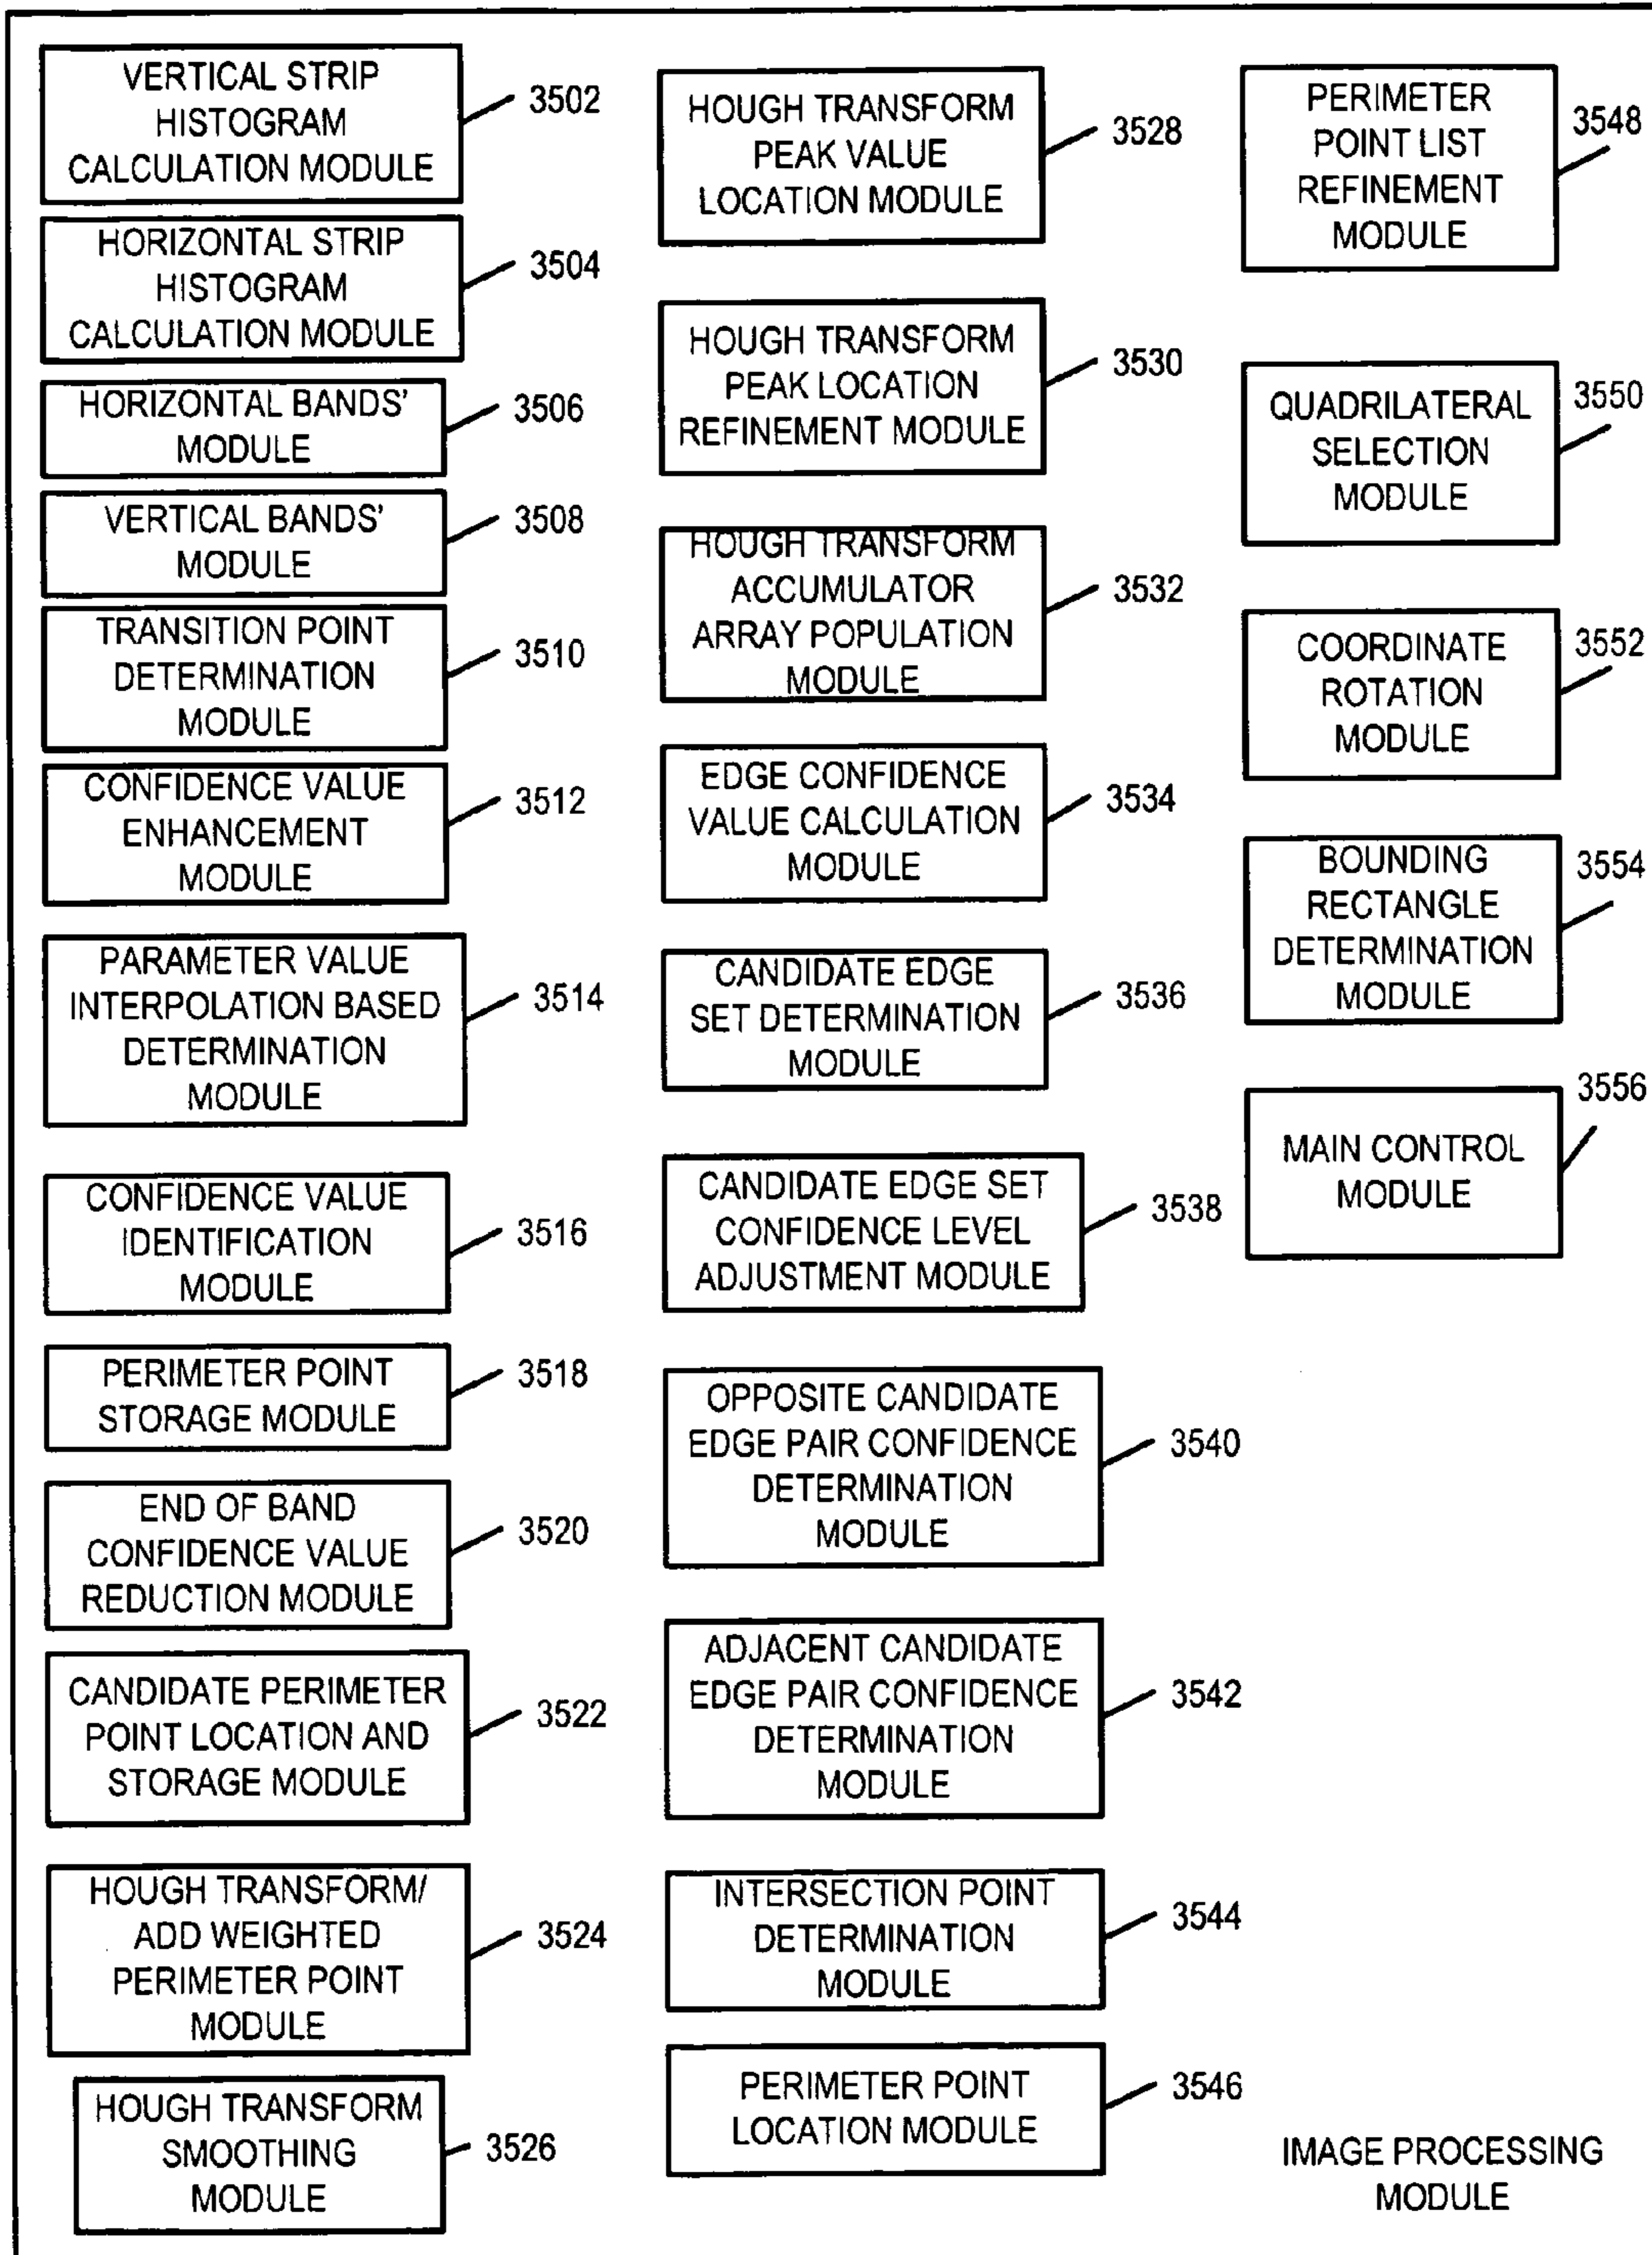 VERTICAL STRIP
HISTOGRAM
CALCULATION MODULE
3502
HORIZONTAL STRIP
HISTOGRAM
CALCULATION MODULE
3504
HORIZONTAL BANDS'
MODULE
3506
VERTICAL BANDS'
MODULE
3508
TRANSITION POINT
DETERMINATION
MODULE
3510
CONFIDENCE VALUE
ENHANCEMENT
MODULE
3512
PARAMETER VALUE
INTERPOLATION BASED
DETERMINATION
MODULE
3514
CONFIDENCE VALUE
IDENTIFICATION
MODULE
3516
PERIMETER POINT
STORAGE MODULE
3518
END OF BAND
CONFIDENCE VALUE
REDUCTION MODULE
3520
CANDIDATE PERIMETER
POINT LOCATION AND
STORAGE MODULE
3522
HOUGH TRANSFORM/
ADD WEIGHTED
PERIMETER POINT
MODULE
3524
HOUGH TRANSFORM
SMOOTHING
MODULE
3526
HOUGH TRANSFORM
PEAK VALUE
LOCATION MODULE
3528
HOUGH TRANSFORM
PEAK LOCATION
REFINEMENT MODULE
3530
HOUGH TRANSFORM
ACCUMULATOR
ARRAY POPULATION
MODULE
3532
EDGE CONFIDENCE
VALUE CALCULATION
MODULE
3534
CANDIDATE EDGE
SET DETERMINATION
MODULE
3536
CANDIDATE EDGE SET
CONFIDENCE LEVEL
ADJUSTMENT MODULE
3538
OPPOSITE CANDIDATE
EDGE PAIR CONFIDENCE
DETERMINATION
MODULE
3540
ADJACENT CANDIDATE
EDGE PAIR CONFIDENCE
DETERMINATION
MODULE
3542
INTERSECTION POINT
DETERMINATION
MODULE
3544
PERIMETER POINT
LOCATION MODULE
3546
PERIMETER
POINT LIST
REFINEMENT
MODULE
3548
QUADRILATERAL
SELECTION
MODULE
3550
COORDINATE
ROTATION
MODULE
3552
BOUNDING
RECTANGLE
DETERMINATION
MODULE
3554
MAIN CONTROL
MODULE
3556
IMAGE PROCESSING
MODULE